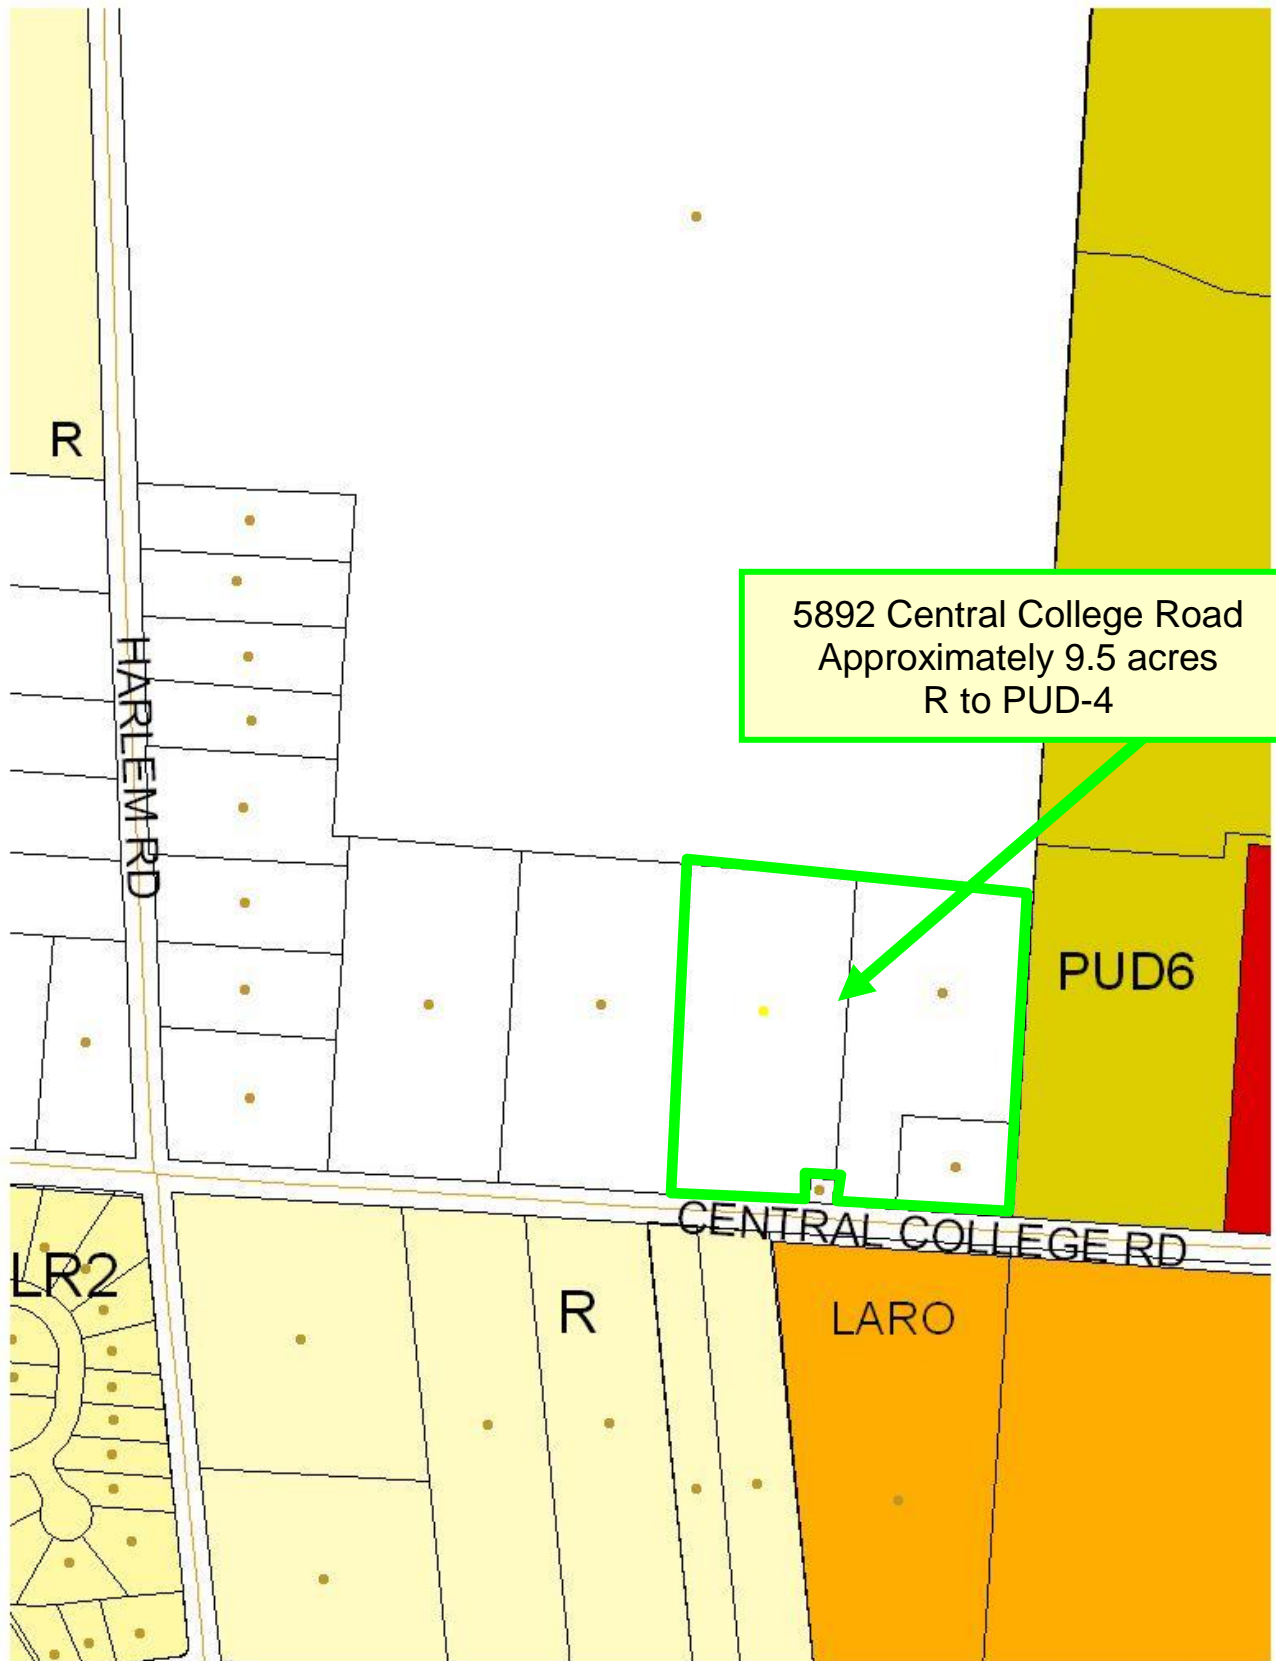 R
HARLEM RD
5892 Central College Road
Approximately 9.5 acres
R to PUD-4
PUD6
CENTRAL COLLEGE RD
LR2
R
LARO